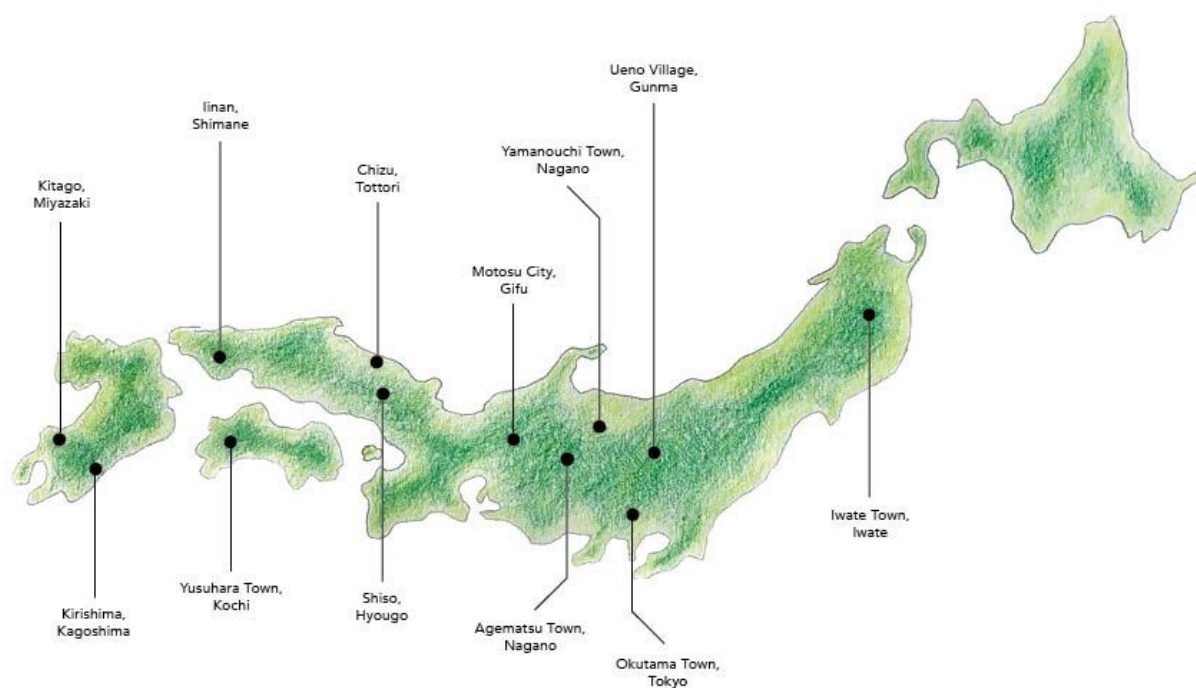 Ueno Village,
Gunma
Iinan,
Shimane
Yamanouchi Town,
Nagano
Chizu,
Tottori
Kitago,
Miyazaki
Motosu City,
Gifu
Iwate Town,
Iwate
Yusuhara Town,
Kochi
Shiso,
Hyougo
Kirishima,
Kagoshima
Agematsu Town,
Nagano
Okutama Town,
Tokyo